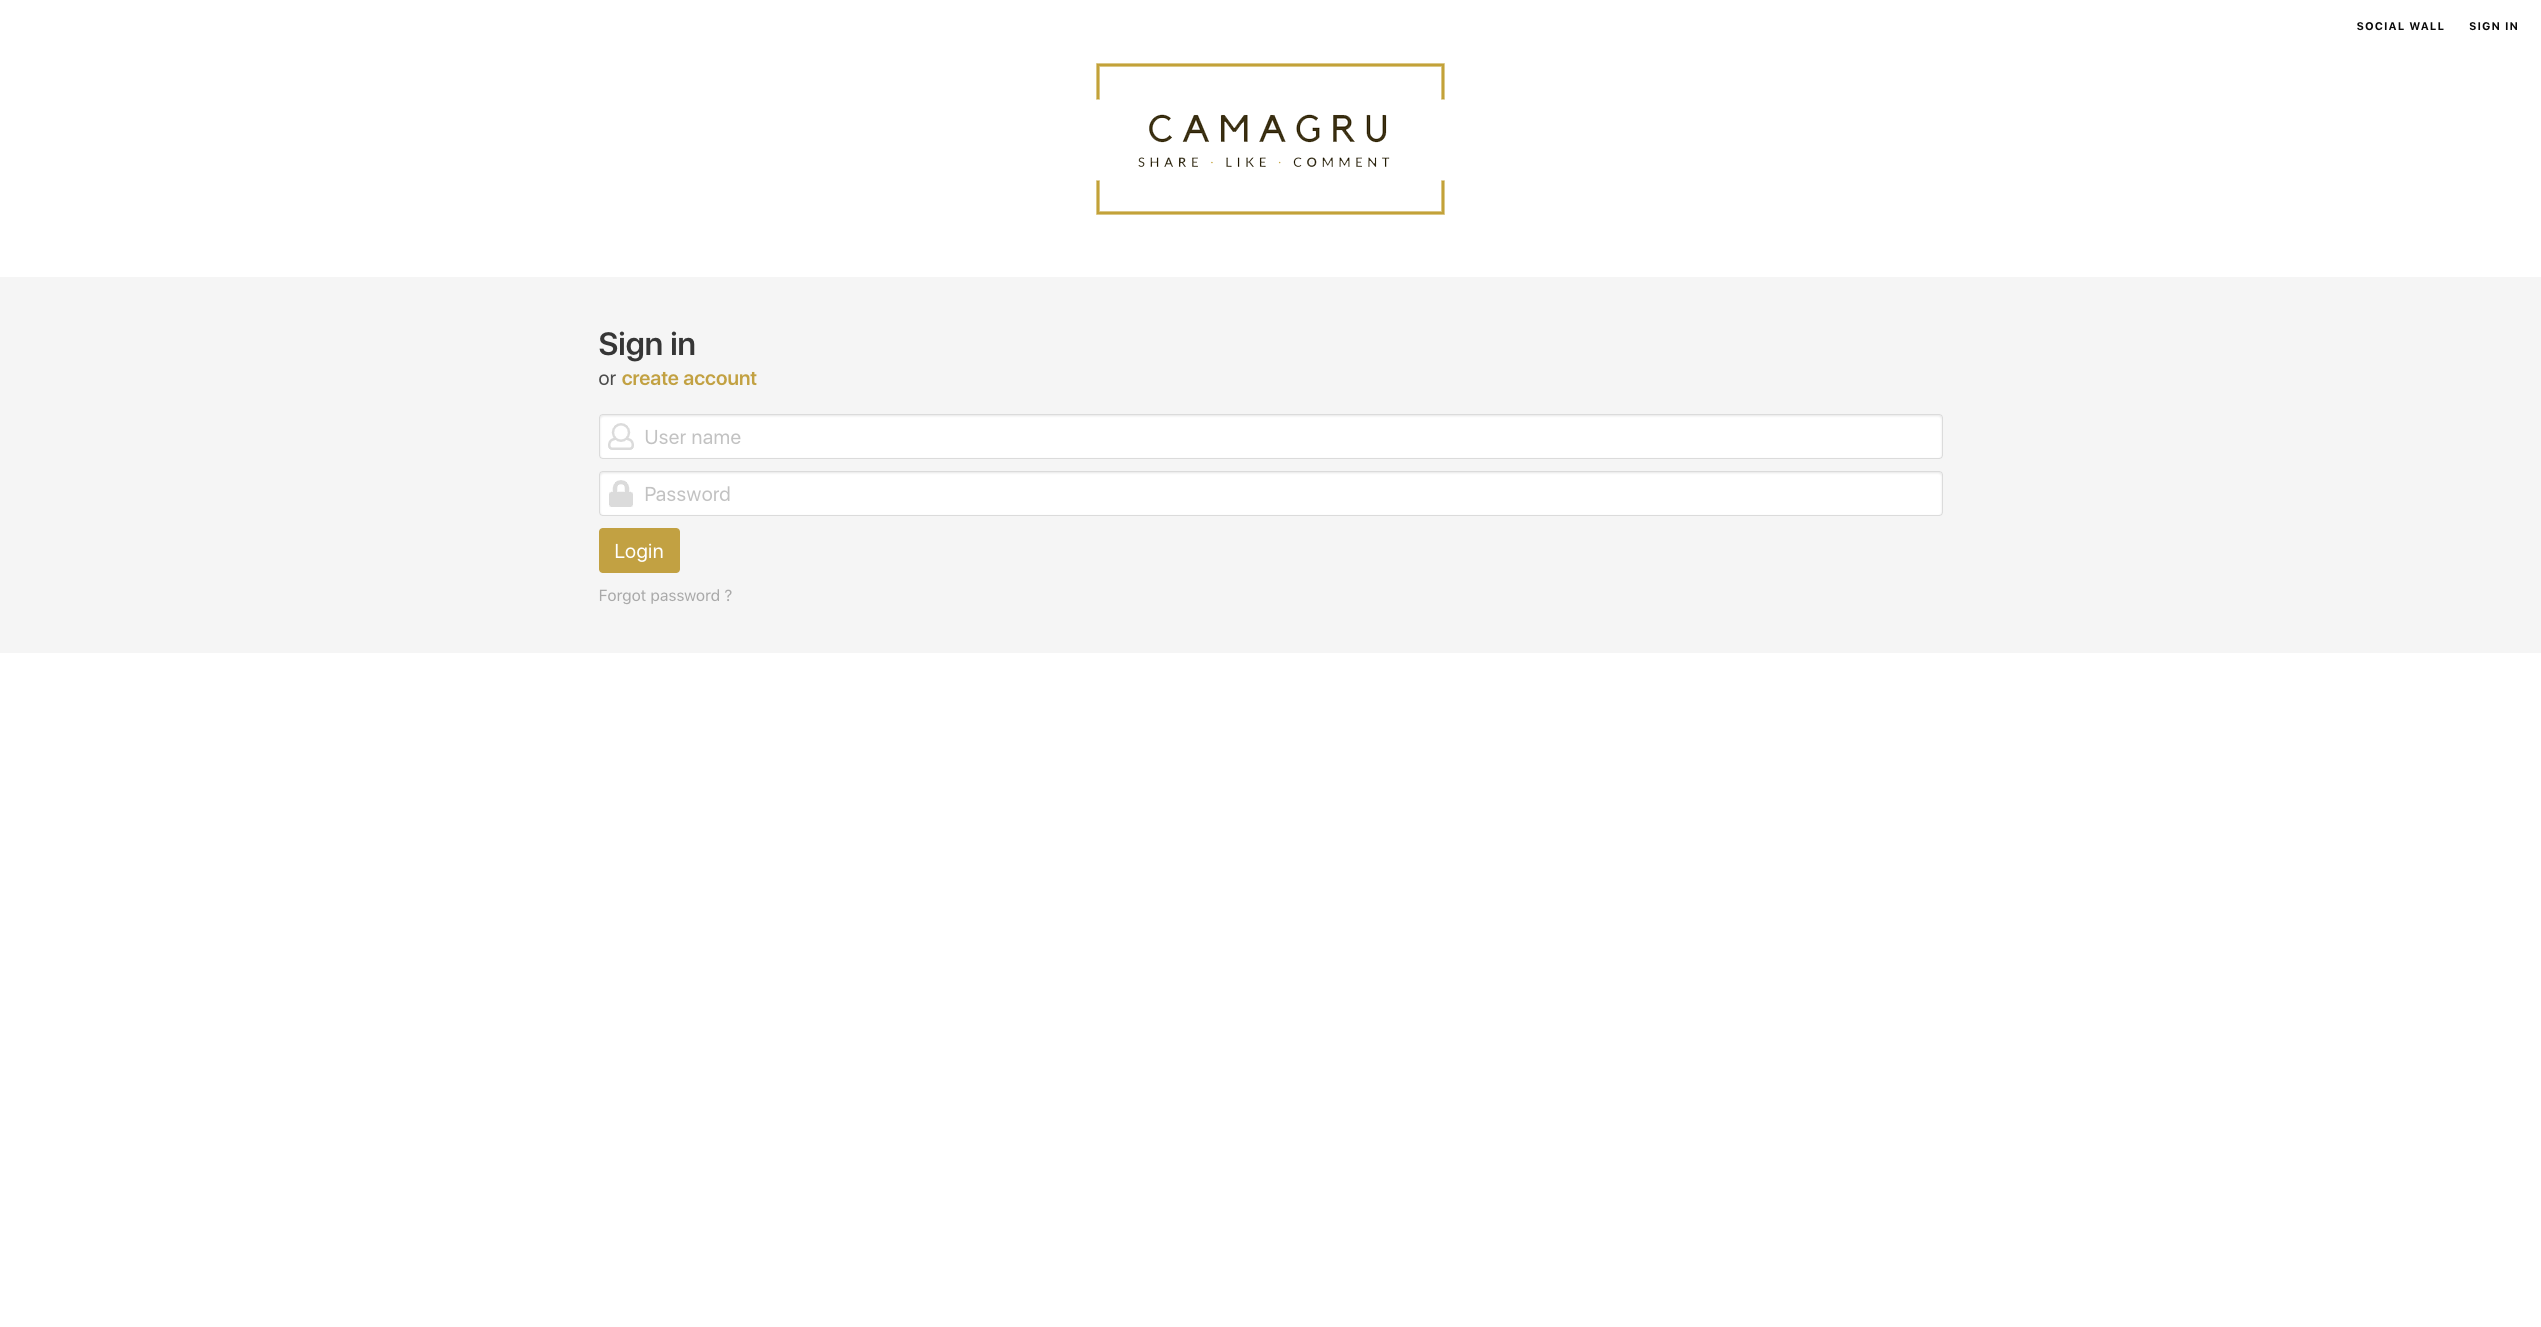 SOCIAL WALL SIGN IN
CAMAGRU
SHARE · LIKE · COMMENT
Sign in
or create account
User name
Password
Login
Forgot password ?